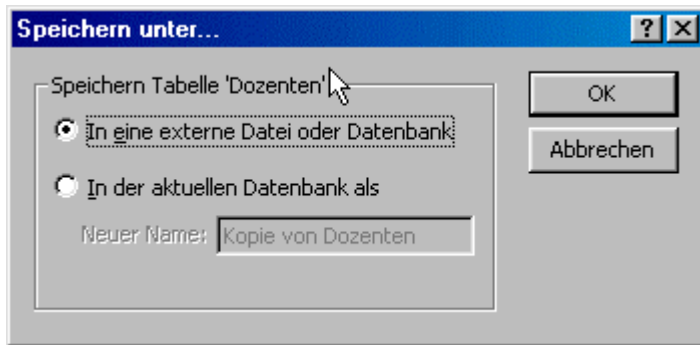 Speichern unter...
Speichern Tabelle 'Dozenten'
In eine externe Datei oder Datenbank
In der aktuellen Datenbank als
Neuer Name: Kopie von Dozenten
OK
Abbrechen